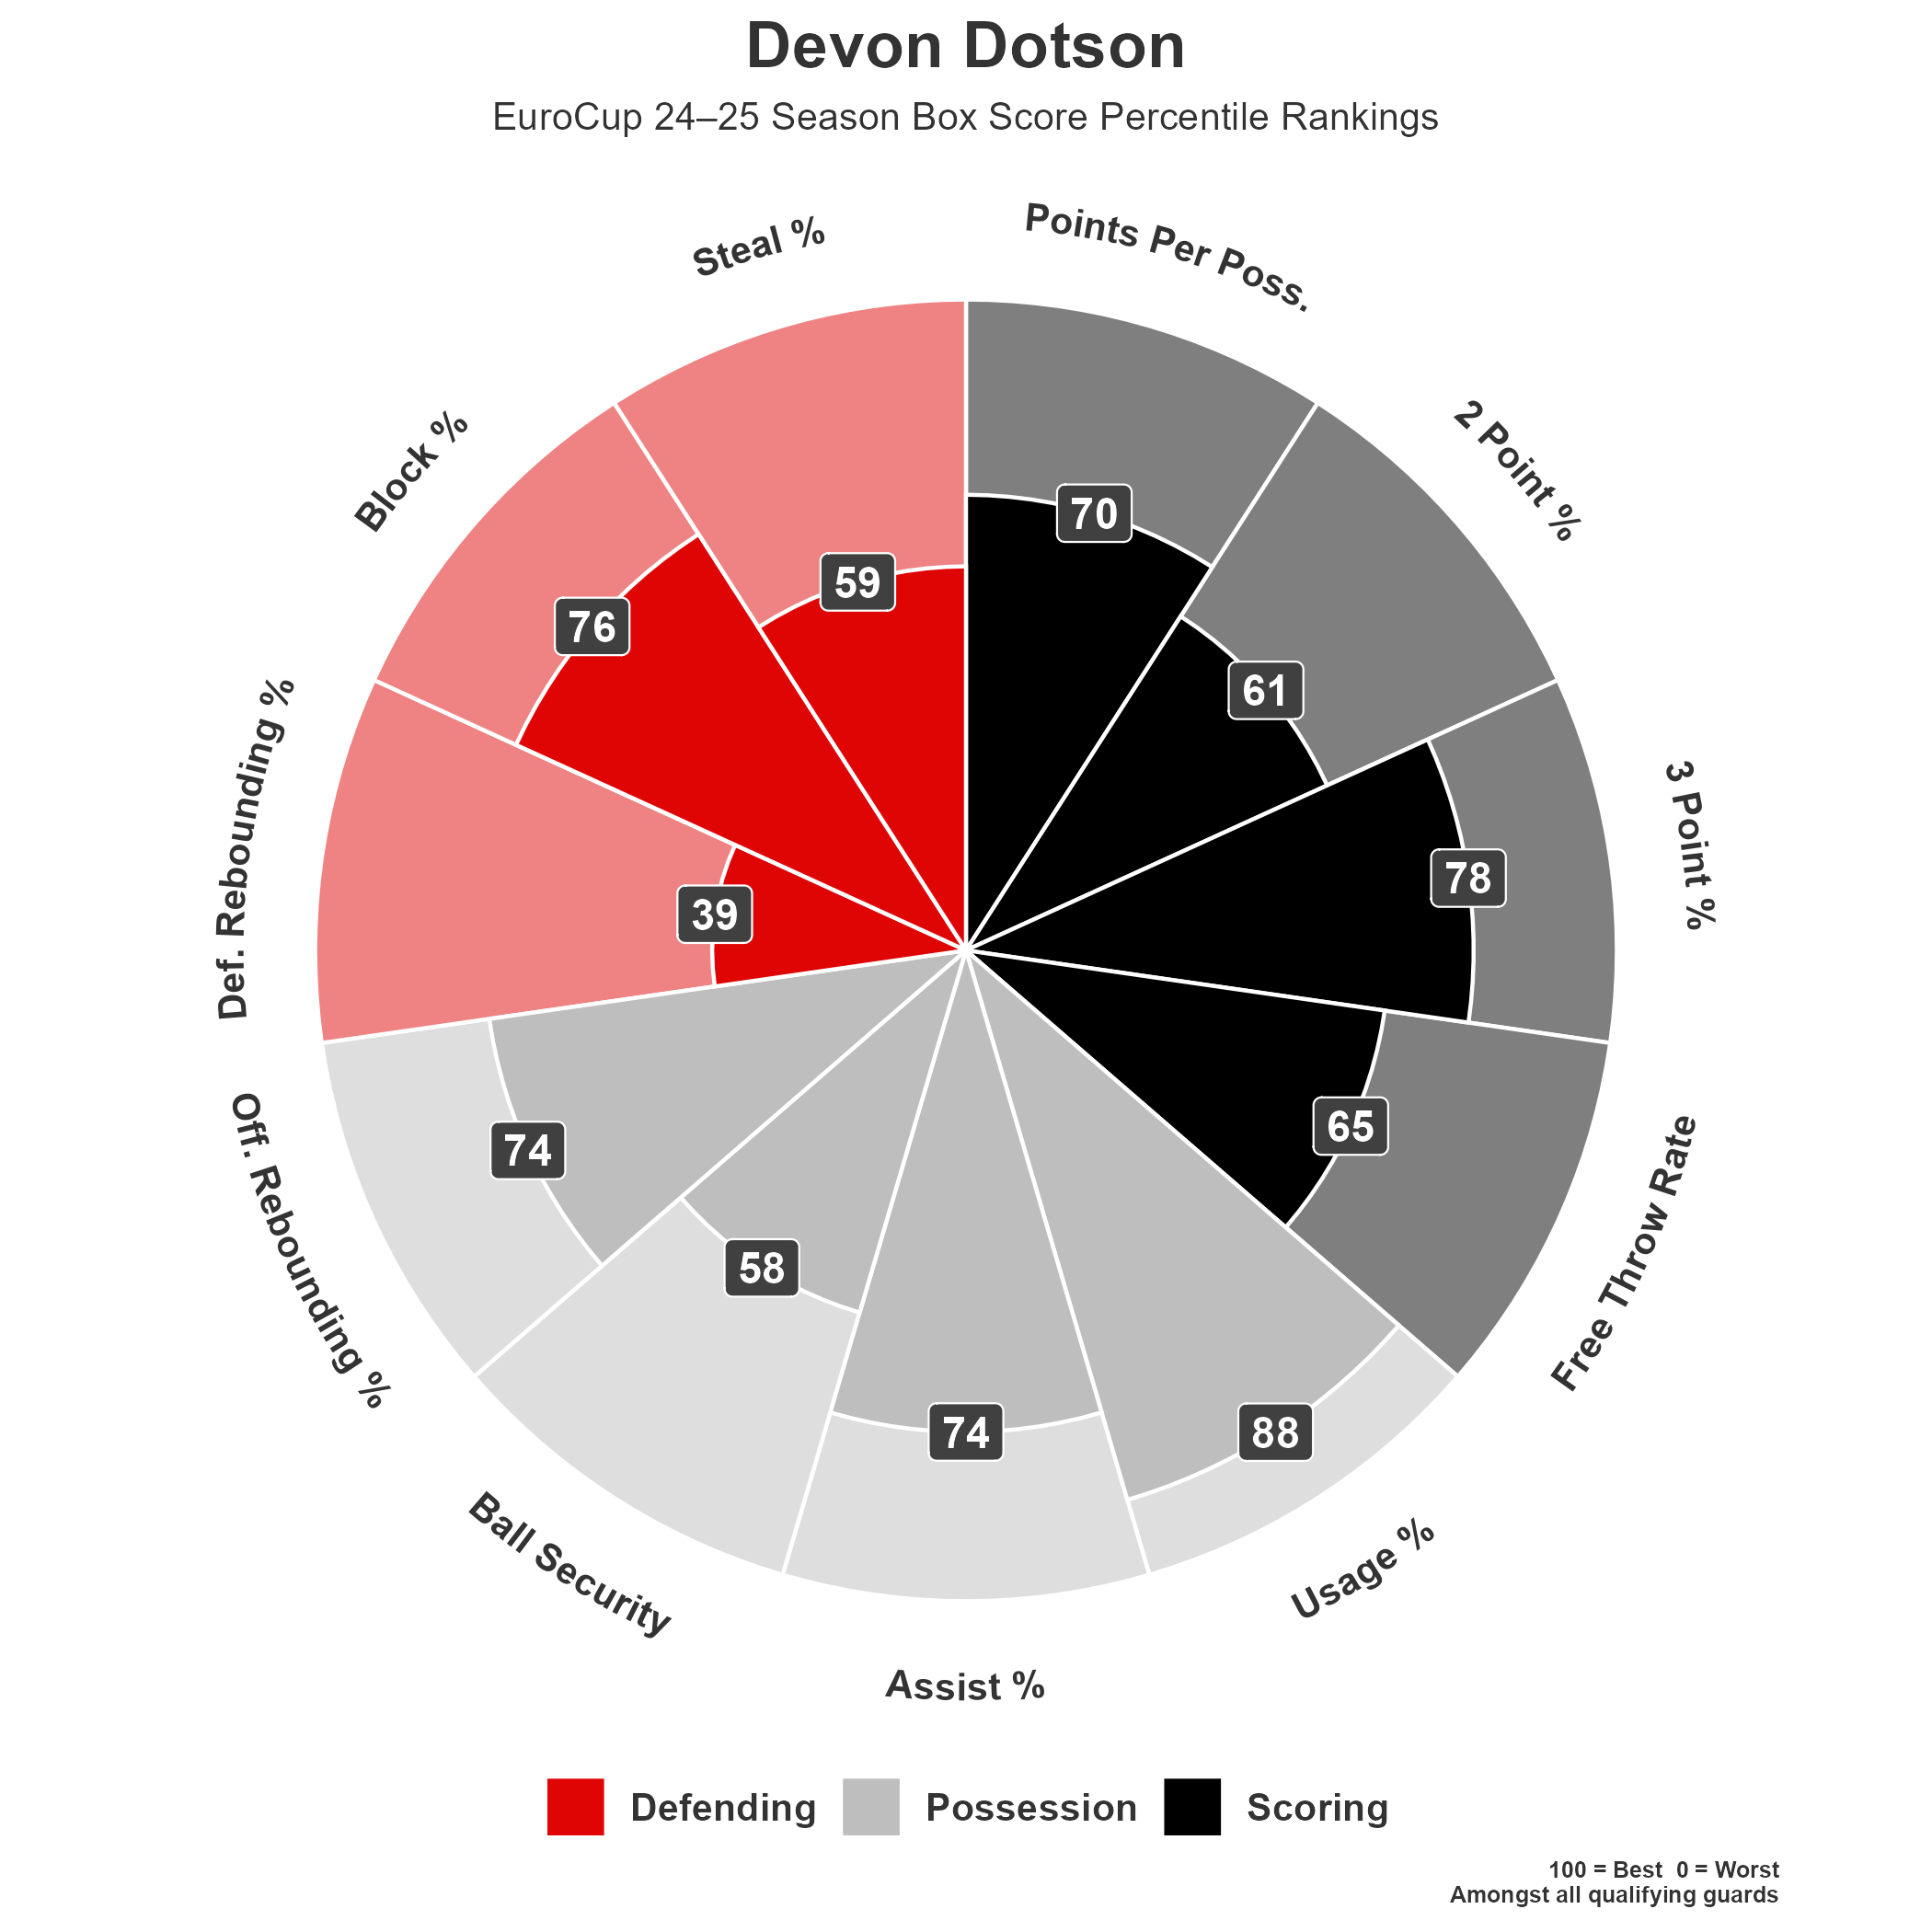 Devon Dotson
EuroCup 24–25 Season Box Score Percentile Rankings
Steal %
Points Per Poss.
Block %
2 Point %
70
59
76
61
Def. Rebounding %
3 Point %
78
39
Off. Rebounding %
65
Free Throw Rate
74
58
74
88
Ball Security
Usage %
Assist %
Defending
Possession
Scoring
100 = Best  0 = Worst
Amongst all qualifying guards